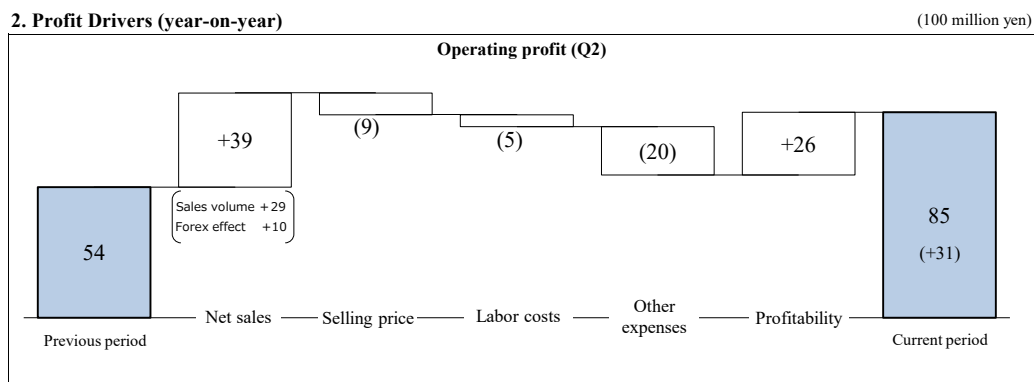 2. Profit Drivers (year-on-year)
(100 million yen)
Operating profit (Q2)
+39
(9)
(5)
(20)
+26
Sales volume +29
Forex effect +10
54
85
(+31)
Net sales
Selling price
Labor costs
Other
expenses
Profitability
Previous period
Current period